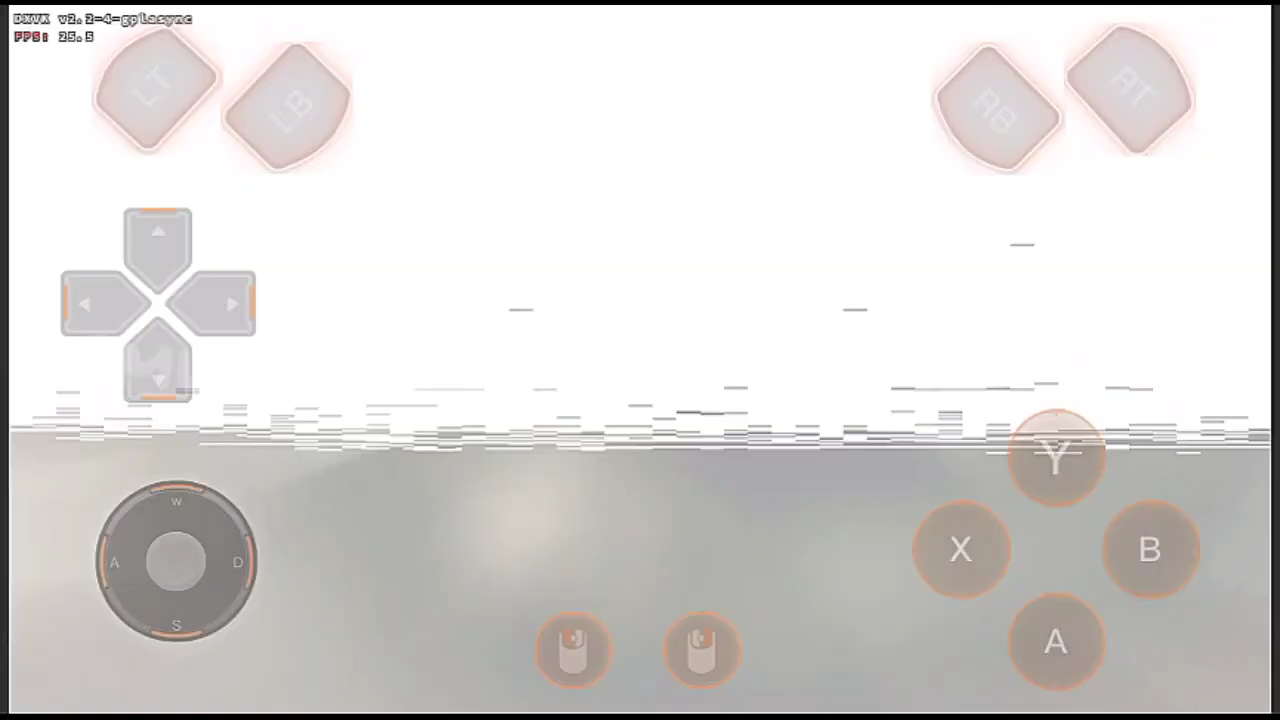 DXVK v2.2-4-gplasync
FPS: 25.5
LT
LB
RB
RT
W
A
D
S
Y
X
B
A